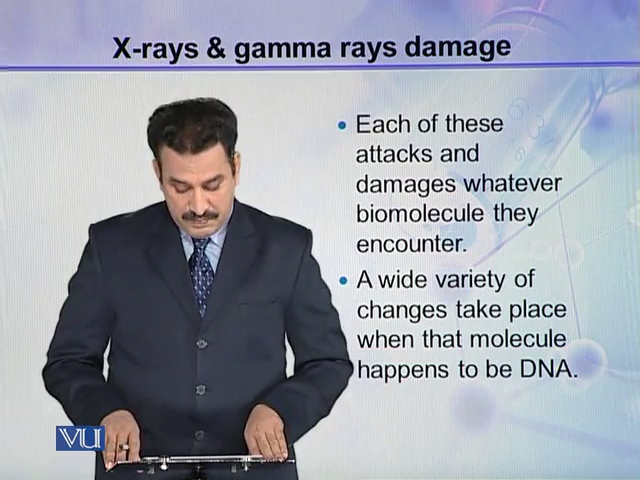 X-rays & gamma rays damage
• Each of these
attacks and
damages whatever
biomolecule they
encounter.
• A wide variety of
changes take place
when that molecule
happens to be DNA.
VU